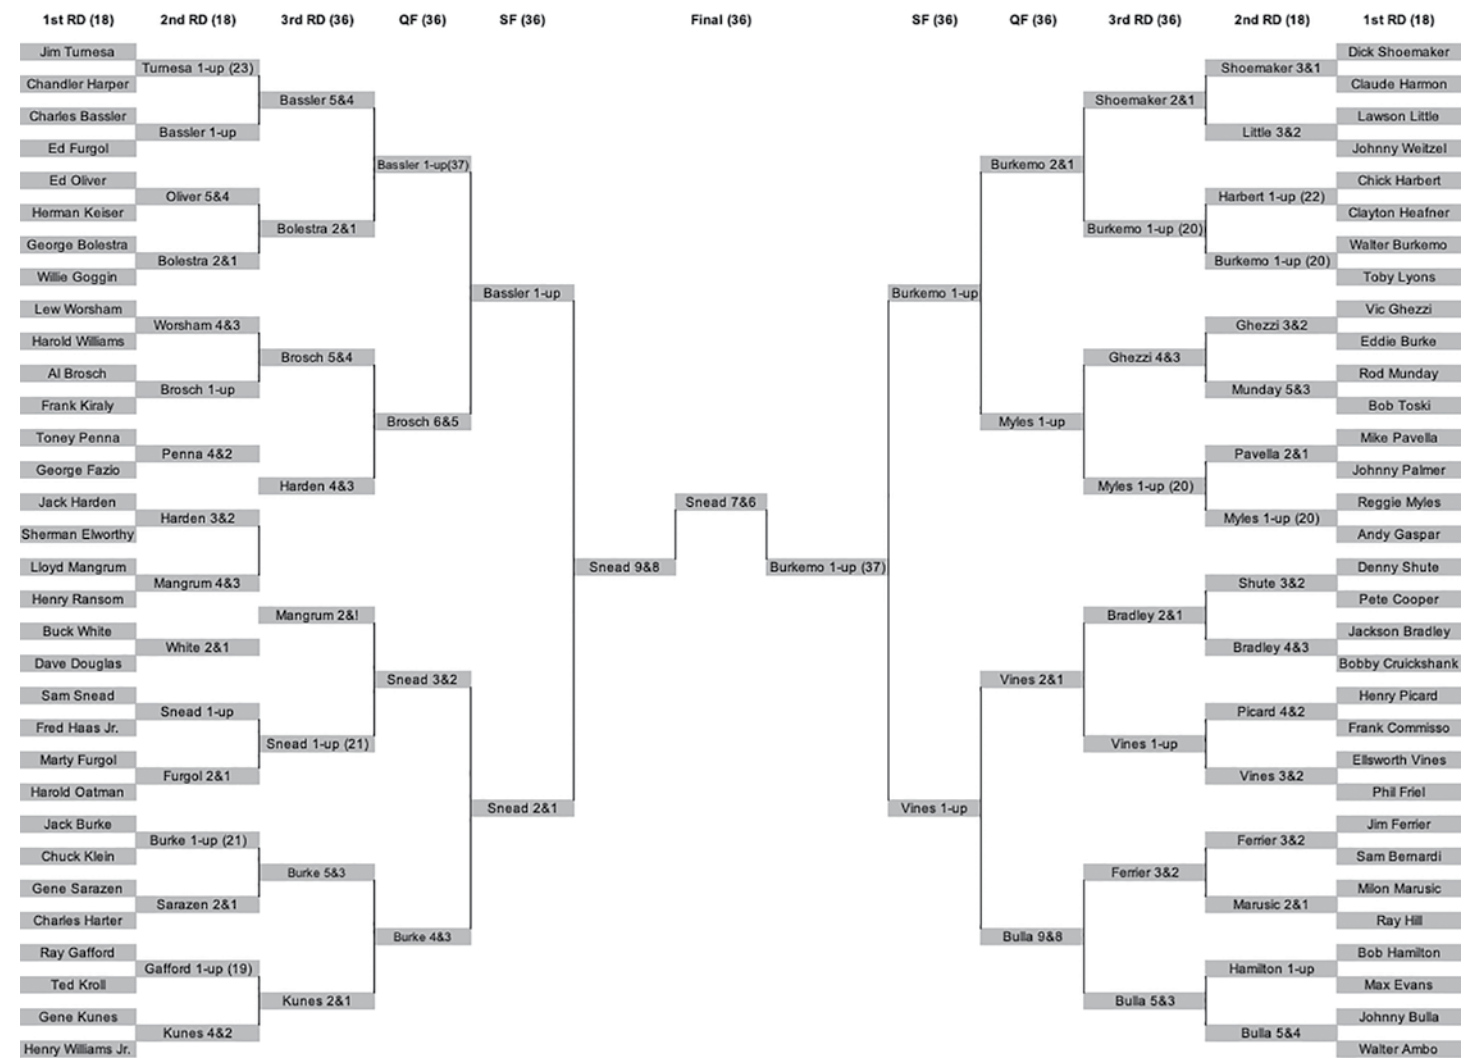 1st RD (18) 2nd RD (18) 3rd RD (36) QF (36) SF (36) Final (36) SF (36) QF (36) 3rd RD (36) 2nd RD (18) 1st RD (18)
Jim Turnesa Dick Shoemaker
Turnesa 1-up (23) Shoemaker 3&1
Chandler Harper Claude Harmon
Bassler 5&4 Shoemaker 2&1
Charles Bassler Lawson Little
Bassler 1-up Little 3&2
Ed Furgol Johnny Weitzel
Bassler 1-up(37) Burkemo 2&1
Ed Oliver Chick Harbert
Oliver 5&4 Harbert 1-up (22)
Herman Keiser Clayton Heafner
Bolestra 2&1 Burkemo 1-up (20)
George Bolestra Walter Burkemo
Bolestra 2&1 Burkemo 1-up (20)
Willie Goggin Toby Lyons
Bassler 1-up Burkemo 1-up
Lew Worsham Vic Ghezzi
Worsham 4&3 Ghezzi 3&2
Harold Williams Eddie Burke
Brosch 5&4 Ghezzi 4&3
Al Brosch Rod Munday
Brosch 1-up Munday 5&3
Frank Kiraly Bob Toski
Brosch 6&5 Myles 1-up
Toney Penna Mike Pavella
Penna 4&2 Pavella 2&1
George Fazio Johnny Palmer
Harden 4&3 Myles 1-up (20)
Jack Harden Snead 7&6 Reggie Myles
Harden 3&2 Myles 1-up (20)
Sherman Elworthy Andy Gaspar
Lloyd Mangrum Snead 9&8 Burkemo 1-up (37) Denny Shute
Mangrum 4&3 Shute 3&2
Henry Ransom Pete Cooper
Mangrum 2&! Bradley 2&1
Buck White Jackson Bradley
White 2&1 Bradley 4&3
Dave Douglas Bobby Cruickshank
Snead 3&2 Vines 2&1
Sam Snead Henry Picard
Snead 1-up Picard 4&2
Fred Haas Jr. Frank Commisso
Snead 1-up (21) Vines 1-up
Marty Furgol Ellsworth Vines
Furgol 2&1 Vines 3&2
Harold Oatman Phil Friel
Snead 2&1 Vines 1-up
Jack Burke Jim Ferrier
Burke 1-up (21) Ferrier 3&2
Chuck Klein Sam Bernardi
Burke 5&3 Ferrier 3&2
Gene Sarazen Milon Marusic
Sarazen 2&1 Marusic 2&1
Charles Harter Ray Hill
Burke 4&3 Bulla 9&8
Ray Gafford Bob Hamilton
Gafford 1-up (19) Hamilton 1-up
Ted Kroll Max Evans
Kunes 2&1 Bulla 5&3
Gene Kunes Johnny Bulla
Kunes 4&2 Bulla 5&4
Henry Williams Jr. Walter Ambo